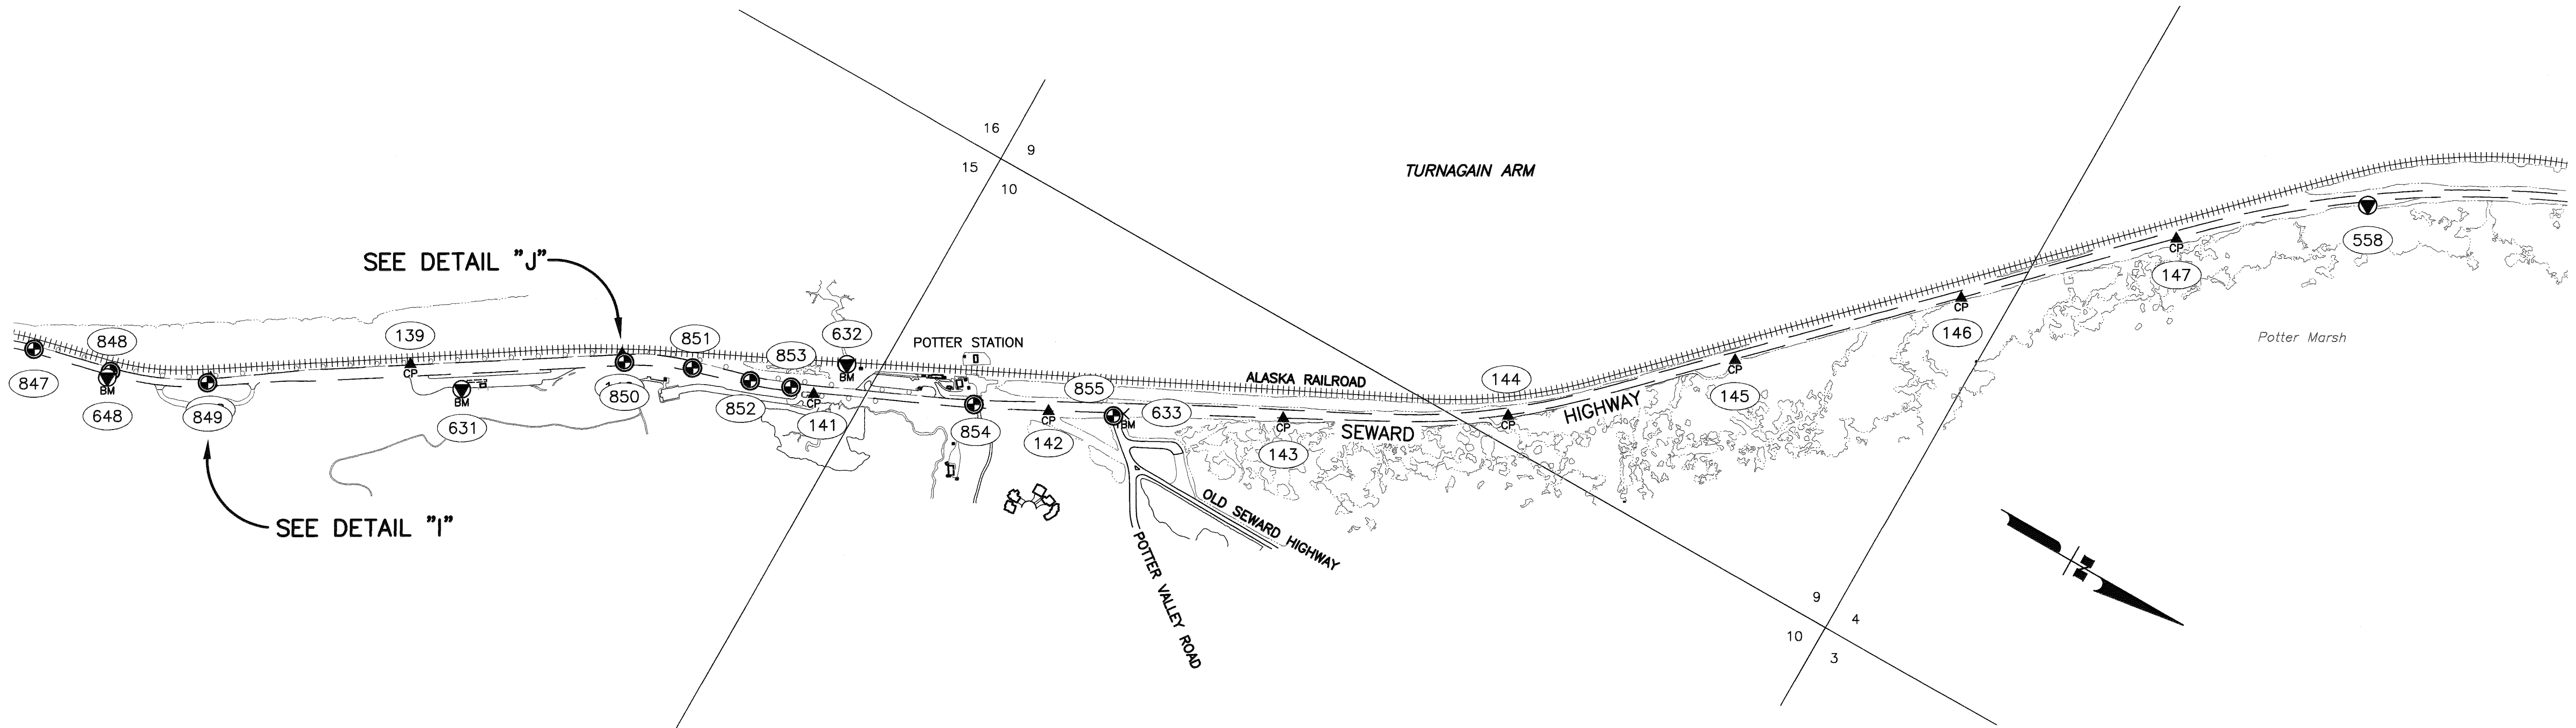 16
9
15
10
TURNAGAIN ARM
SEE DETAIL "J"
848
139
851
853
632
POTTER STATION
CP
BM
847
BM
648
849
BM
631
850
852
CP
141
854
CP
142
855
BM
633
ALASKA RAILROAD
CP
143
SEWARD
HIGHWAY
144
CP
CP
145
CP
146
CP
147
558
Potter Marsh
SEE DETAIL "I"
OLD SEWARD HIGHWAY
POTTER VALLEY ROAD
N
9
4
10
3